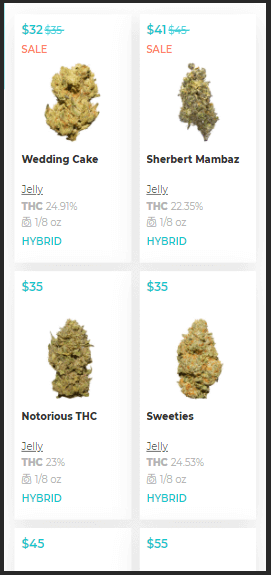 $32 $35
SALE
Wedding Cake
Jelly
THC 24.91%
1/8 oz
HYBRID
$41 $45
SALE
Sherbert Mambaz
Jelly
THC 22.35%
1/8 oz
HYBRID
$35
Notorious THC
Jelly
THC 23%
1/8 oz
HYBRID
$35
Sweeties
Jelly
THC 24.53%
1/8 oz
HYBRID
$45
$55